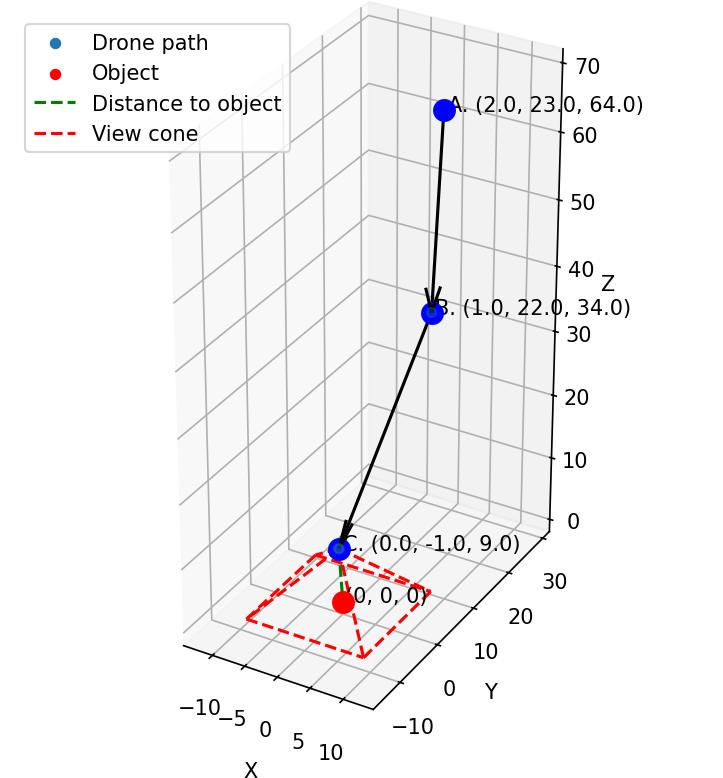 Drone path
Object
Distance to object
View cone
A. (2.0, 23.0, 64.0)
B. (1.0, 22.0, 34.0)
C. (0.0, -1.0, 9.0)
(0, 0, 0)
70
60
50
40
Z
30
20
10
0
30
20
10
0
−10
Y
−10
−5
0
5
10
X